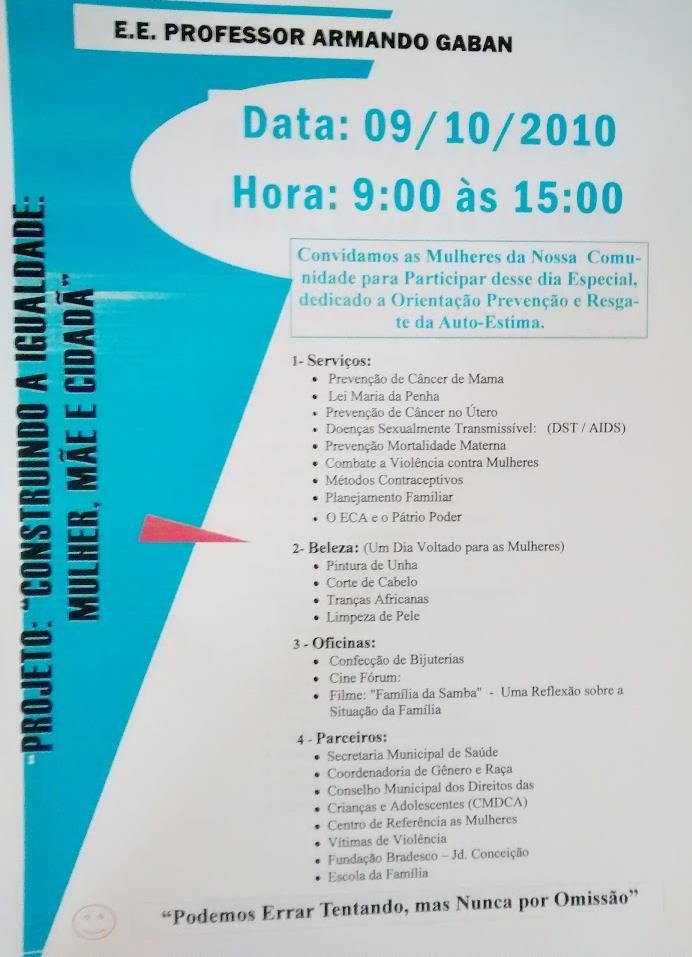 E.E. PROFESSOR ARMANDO GABAN
Data: 09/10/2010
Hora: 9:00 às 15:00
"PROJETO: "CONSTRUINDO A IGUALDADE:
MULHER, MÃE E CIDADÃ"
Convidamos as Mulheres da Nossa Comu-
nidade para Participar desse dia Especial,
dedicado a Orientação Prevenção e Resga-
te da Auto-Estima.
1- Serviços:
• Prevenção de Câncer de Mama
• Lei Maria da Penha
• Prevenção de Câncer no Útero
• Doenças Sexualmente Transmissível: (DST / AIDS)
• Prevenção Mortalidade Materna
• Combate a Violência contra Mulheres
• Métodos Contraceptivos
• Planejamento Familiar
• O ECA e o Pátrio Poder
2- Beleza: (Um Dia Voltado para as Mulheres)
• Pintura de Unha
• Corte de Cabelo
• Tranças Africanas
• Limpeza de Pele
3 - Oficinas:
• Confecção de Bijuterias
• Cine Fórum:
• Filme: "Família da Samba" - Uma Reflexão sobre a
Situação da Família
4 - Parceiros:
• Secretaria Municipal de Saúde
• Coordenadoria de Gênero e Raça
• Conselho Municipal dos Direitos das
• Crianças e Adolescentes (CMDCA)
• Centro de Referência as Mulheres
• Vítimas de Violência
• Fundação Bradesco – Jd. Conceição
• Escola da Família
"Podemos Errar Tentando, mas Nunca por Omissão"